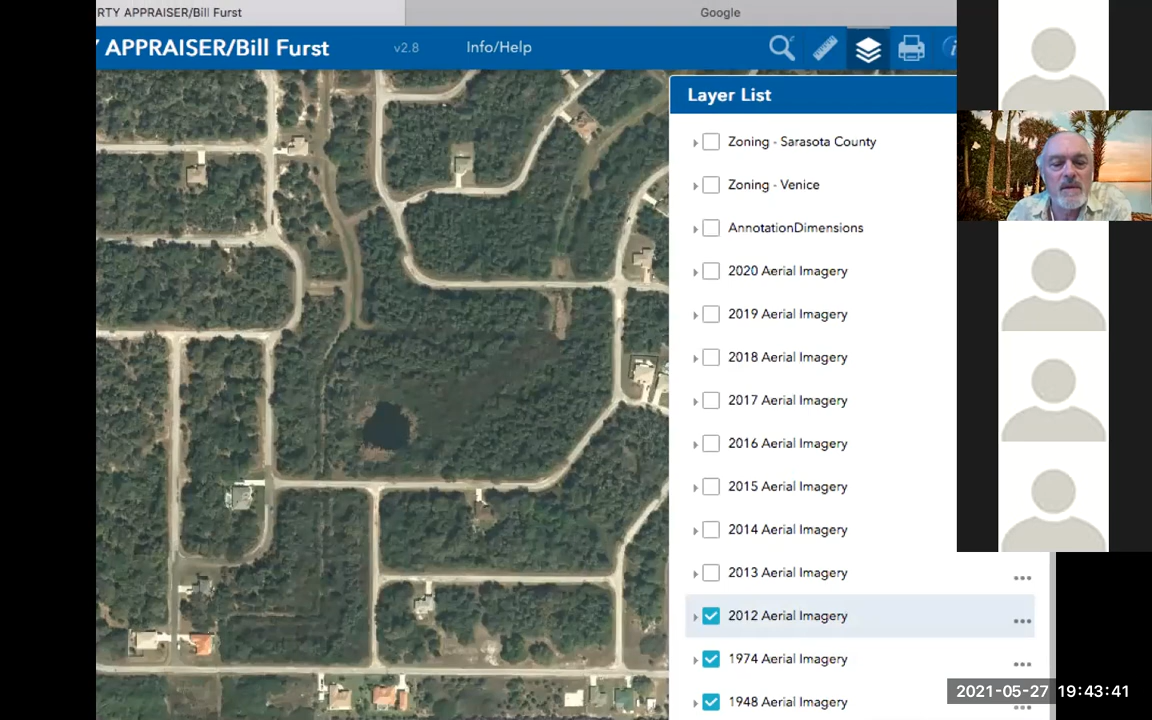 RTY APPRAISER/Bill Furst
Google
Y APPRAISER/Bill Furst
v2.8
Info/Help
Layer List
Zoning - Sarasota County
Zoning - Venice
AnnotationDimensions
2020 Aerial Imagery
2019 Aerial Imagery
2018 Aerial Imagery
2017 Aerial Imagery
2016 Aerial Imagery
2015 Aerial Imagery
2014 Aerial Imagery
2013 Aerial Imagery
2012 Aerial Imagery
1974 Aerial Imagery
1948 Aerial Imagery
2021-05-27 19:43:41